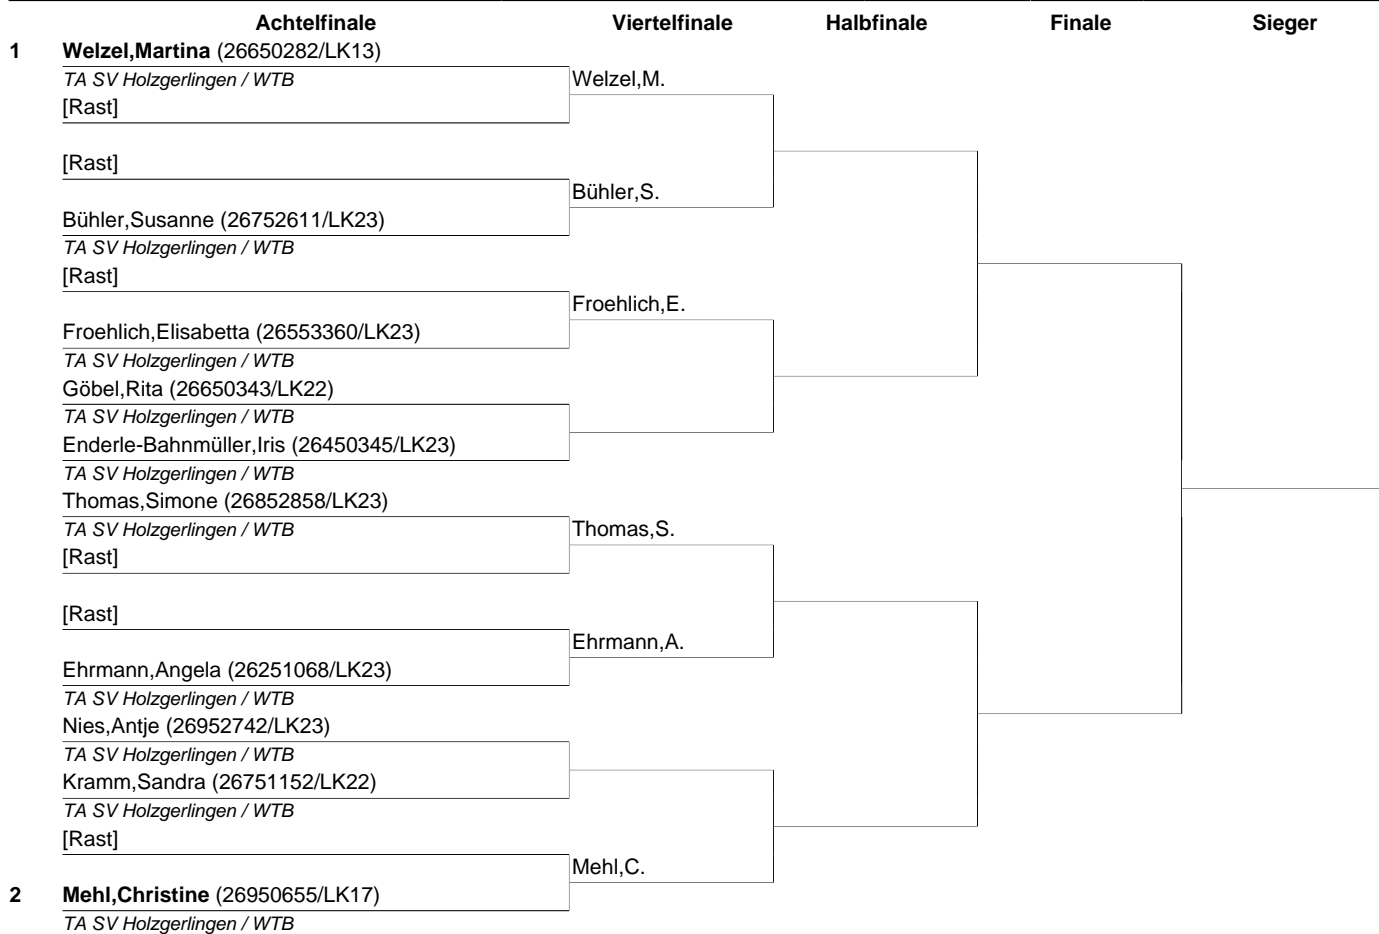 Achtelfinale Viertelfinale Halbfinale Finale Sieger
1 Welzel,Martina (26650282/LK13)
TA SV Holzgerlingen / WTB Welzel,M.
[Rast]
[Rast]
Bühler,S.
Bühler,Susanne (26752611/LK23)
TA SV Holzgerlingen / WTB
[Rast]
Froehlich,E.
Froehlich,Elisabetta (26553360/LK23)
TA SV Holzgerlingen / WTB
Göbel,Rita (26650343/LK22)
TA SV Holzgerlingen / WTB
Enderle-Bahnmüller,Iris (26450345/LK23)
TA SV Holzgerlingen / WTB
Thomas,Simone (26852858/LK23)
TA SV Holzgerlingen / WTB Thomas,S.
[Rast]
[Rast]
Ehrmann,A.
Ehrmann,Angela (26251068/LK23)
TA SV Holzgerlingen / WTB
Nies,Antje (26952742/LK23)
TA SV Holzgerlingen / WTB
Kramm,Sandra (26751152/LK22)
TA SV Holzgerlingen / WTB
[Rast]
Mehl,C.
2 Mehl,Christine (26950655/LK17)
TA SV Holzgerlingen / WTB